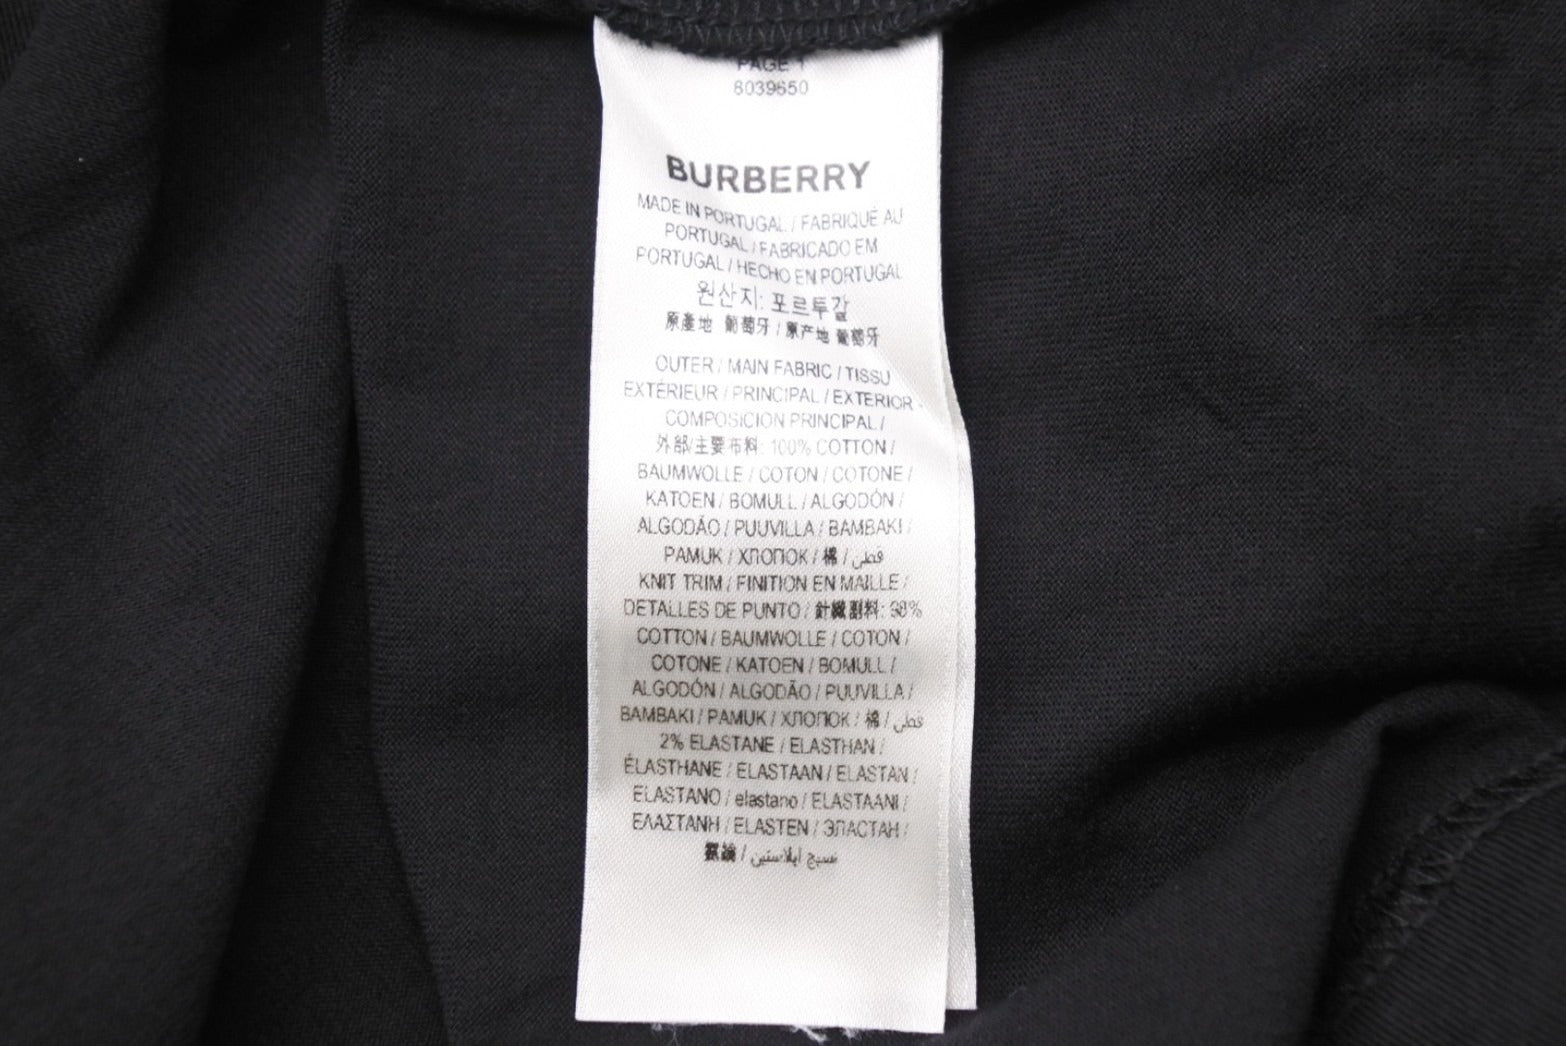 PAGE 1
8039650
BURBERRY
MADE IN PORTUGAL / FABRIQUÉ AU
PORTUGAL / FABRICADO EM
PORTUGAL / HECHO EN PORTUGAL
원산지: 포르투갈
原產地 葡萄牙 / 原产地 葡萄牙
OUTER / MAIN FABRIC / TISSU
EXTÉRIEUR / PRINCIPAL / EXTERIOR -
COMPOSICION PRINCIPAL /
外部/主要布料: 100% COTTON /
BAUMWOLLE / COTON / COTONE /
KATOEN / BOMULL / ALGODÓN /
ALGODÃO / PUUVILLA / BAMBAKI /
PAMUK / ХЛОПОК / 棉 / قطن
KNIT TRIM / FINITION EN MAILLE /
DETALLES DE PUNTO / 針織副料: 98%
COTTON / BAUMWOLLE / COTON /
COTONE / KATOEN / BOMULL /
ALGODÓN / ALGODÃO / PUUVILLA /
BAMBAKI / PAMUK / ХЛОПОК / 棉 / قطن
2% ELASTANE / ELASTHAN /
ÉLASTHANE / ELASTAAN / ELASTAN /
ELASTANO / elastano / ELASTAANI /
ΕΛΑΣΤΑΝΗ / ELASTEN / ЭЛАСТАН /
氨綸 / نسيج ايلاستين